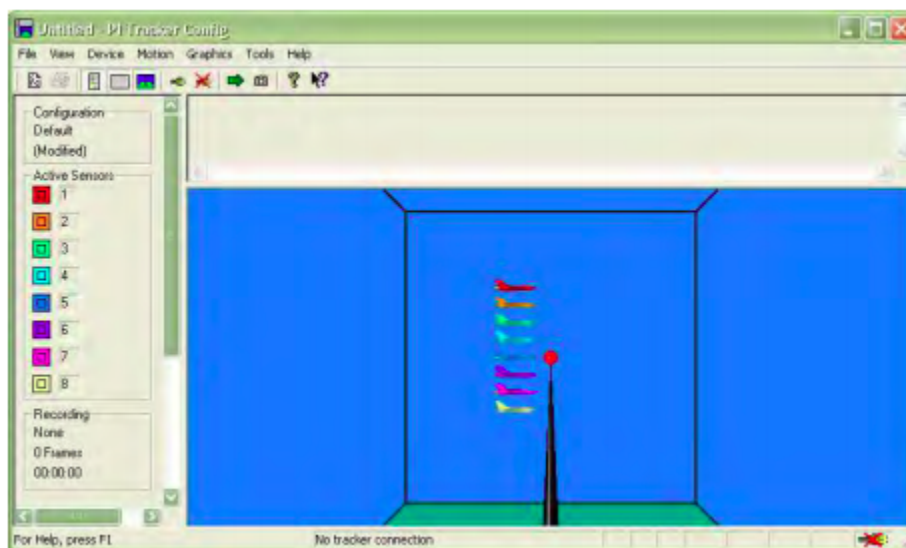 Untitled - PI Tracker Config
File View Device Motion Graphics Tools Help
Configuration
Default
(Modified)
Active Sensors
1
2
3
4
5
6
7
8
Recording
None
0 Frames
00:00:00
For Help, press F1
No tracker connection